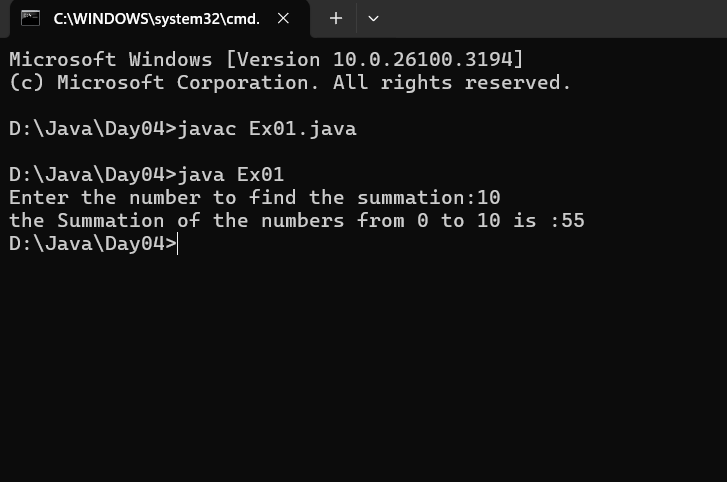 C:\WINDOWS\system32\cmd.
Microsoft Windows [Version 10.0.26100.3194]
(c) Microsoft Corporation. All rights reserved.
D:\Java\Day04>javac Ex01.java
D:\Java\Day04>java Ex01
Enter the number to find the summation:10
the Summation of the numbers from 0 to 10 is :55
D:\Java\Day04>